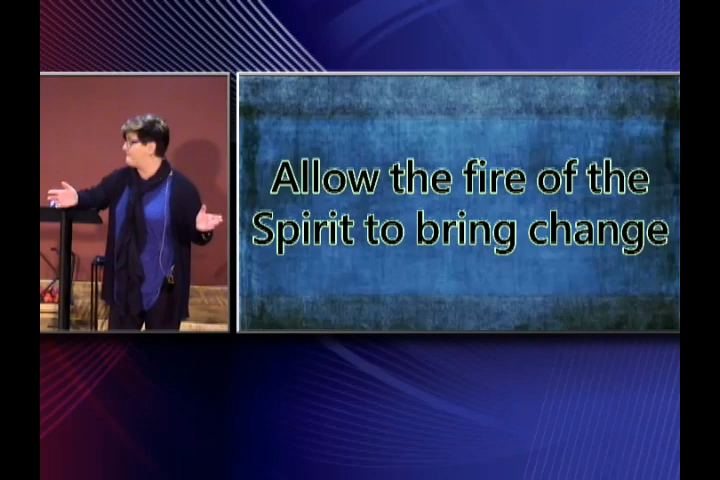 Allow the fire of the
Spirit to bring change